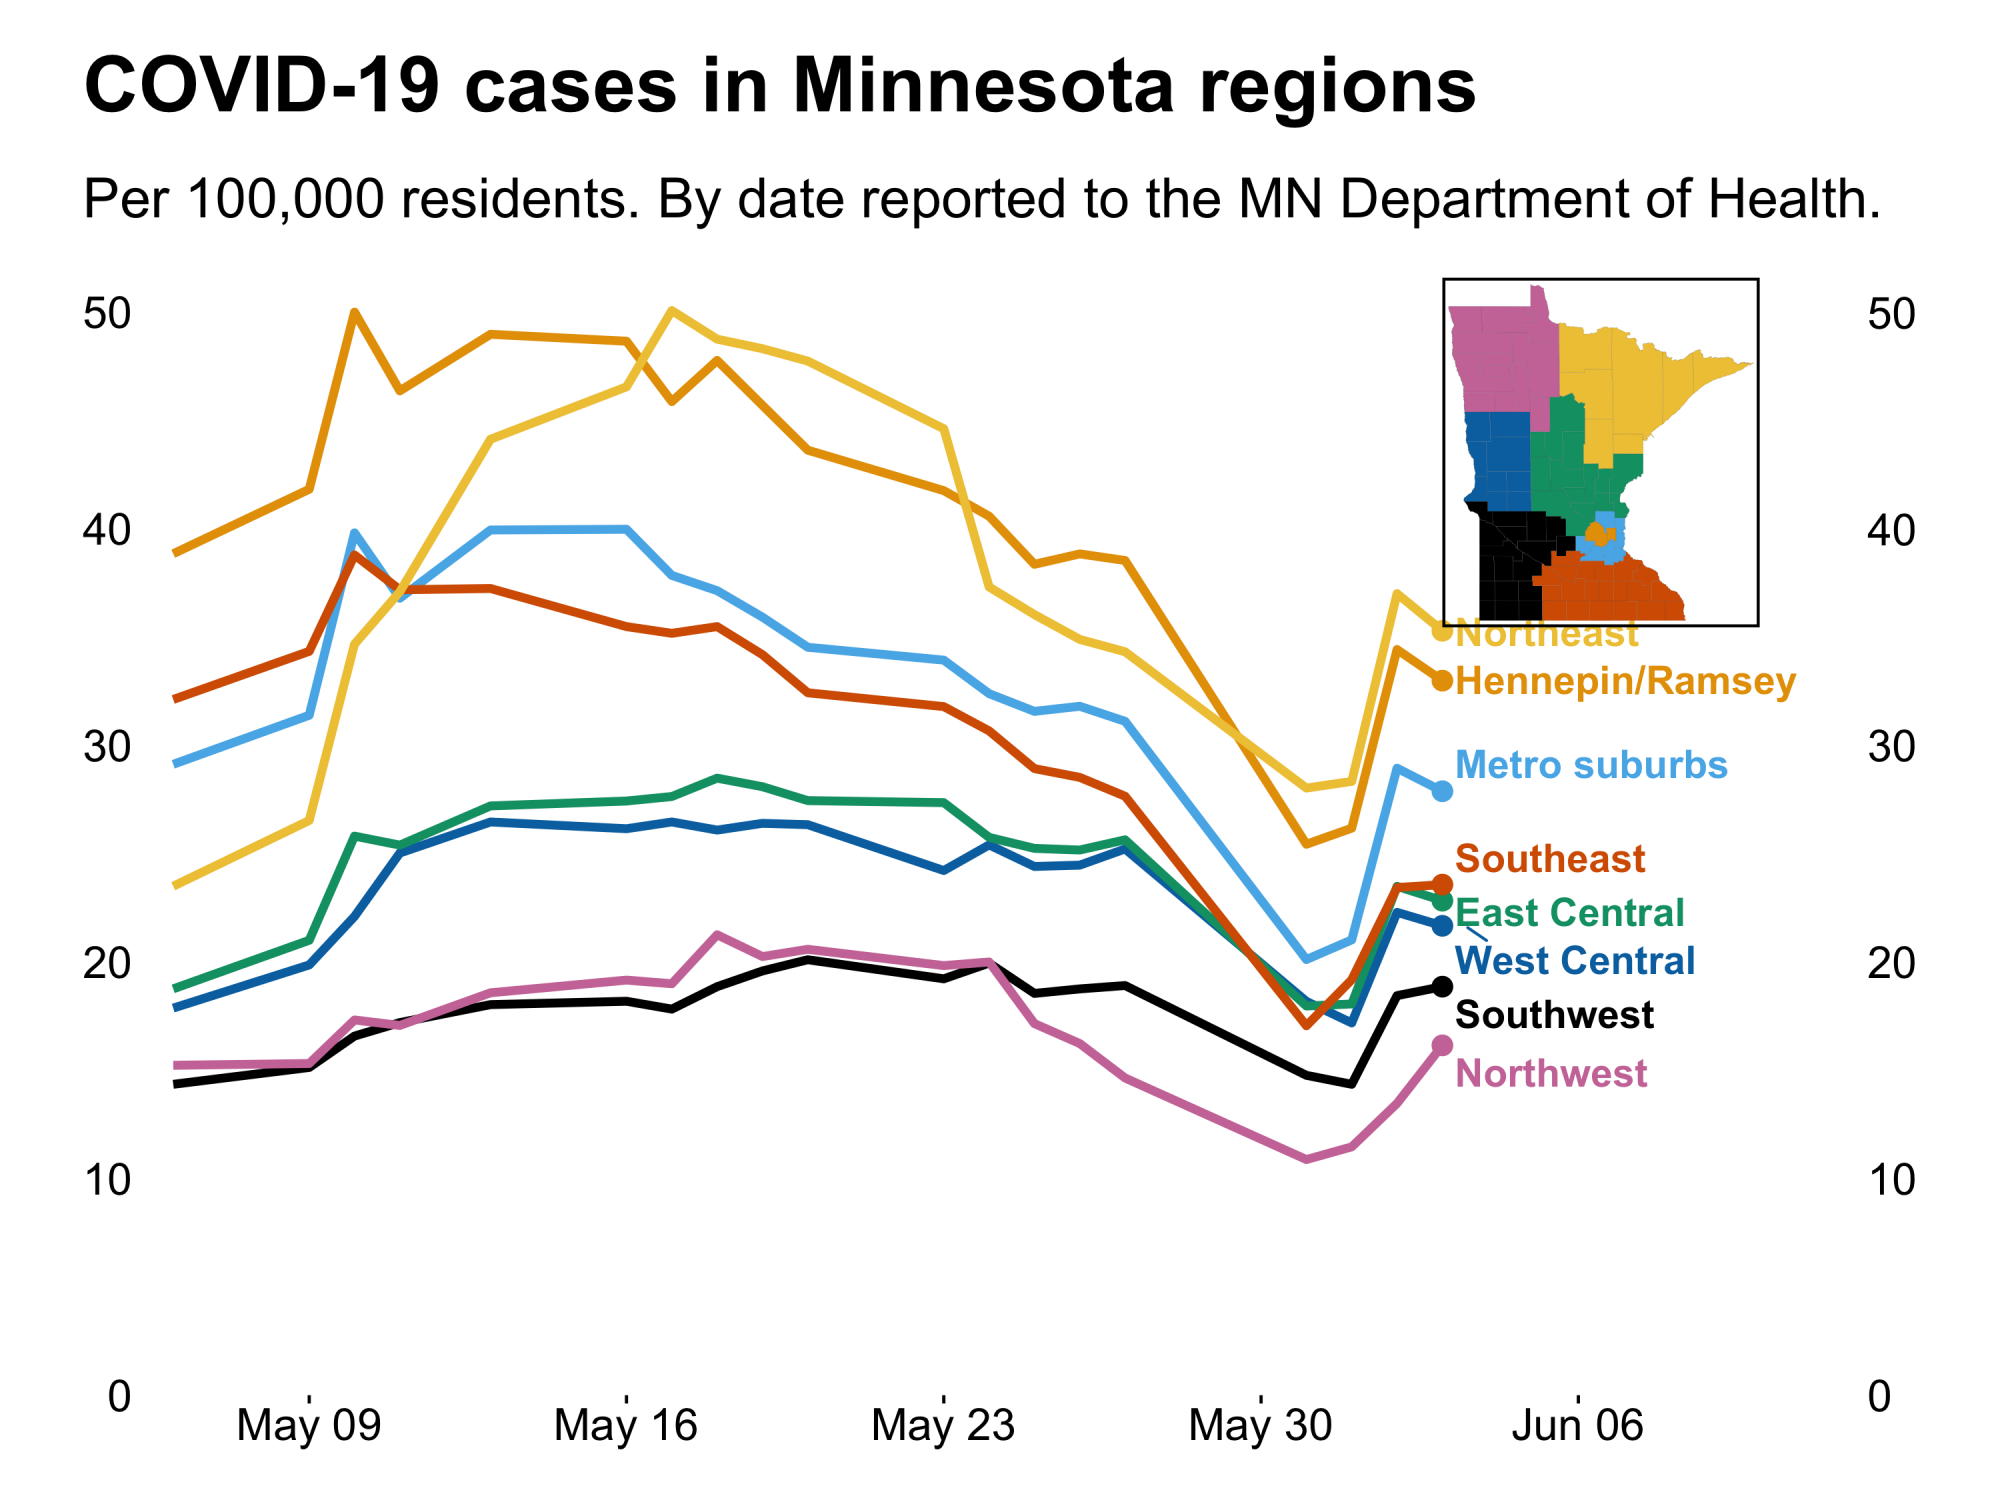 COVID-19 cases in Minnesota regions
Per 100,000 residents. By date reported to the MN Department of Health.
50
50
40
40
30
30
20
20
10
10
0
0
Northeast
Hennepin/Ramsey
Metro suburbs
Southeast
East Central
West Central
Southwest
Northwest
May 09
May 16
May 23
May 30
Jun 06